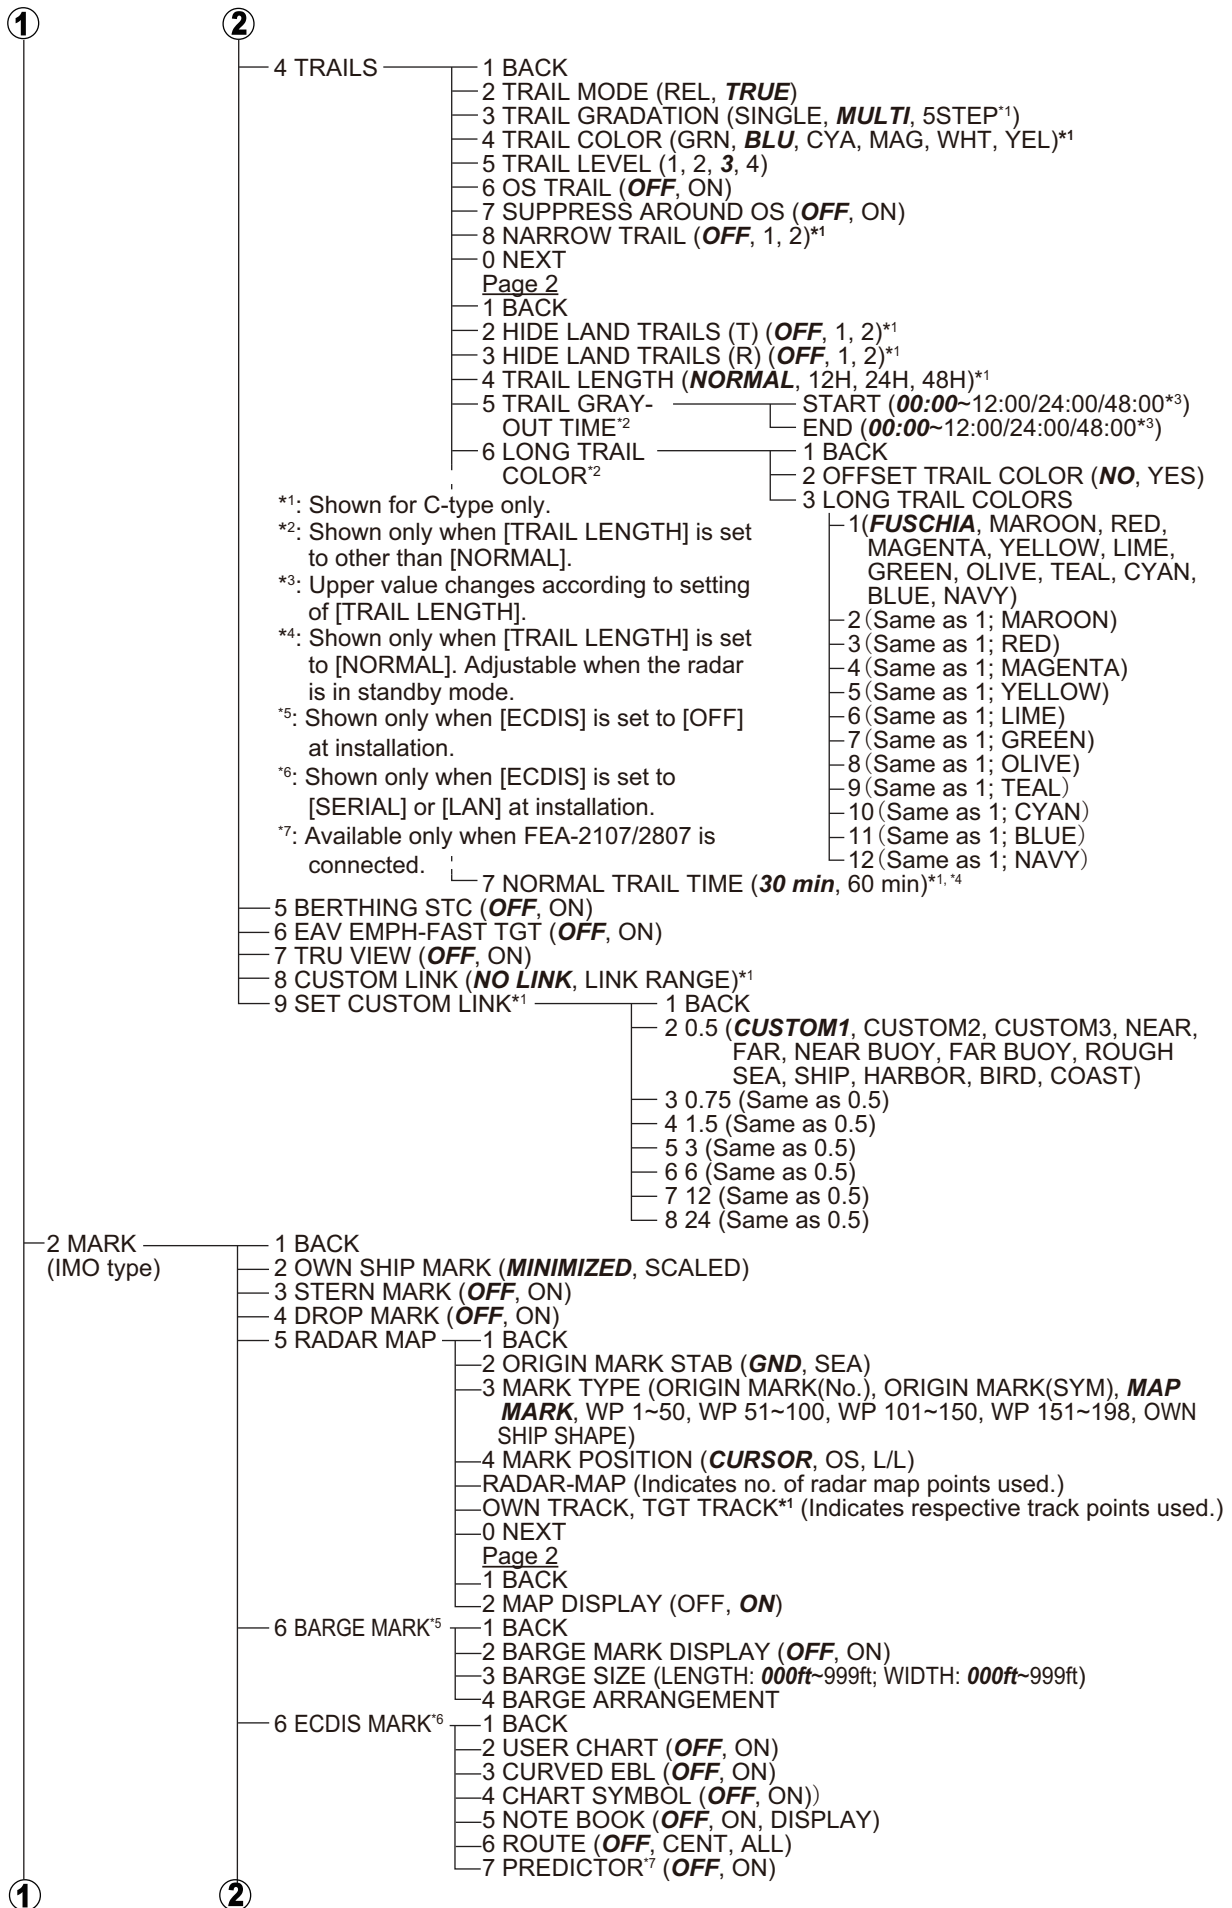 1
2
4 TRAILS
1 BACK
2 TRAIL MODE (REL, TRUE)
3 TRAIL GRADATION (SINGLE, MULTI, 5STEP*1)
4 TRAIL COLOR (GRN, BLU, CYA, MAG, WHT, YEL)*1
5 TRAIL LEVEL (1, 2, 3, 4)
6 OS TRAIL (OFF, ON)
7 SUPPRESS AROUND OS (OFF, ON)
8 NARROW TRAIL (OFF, 1, 2)*1
0 NEXT
Page 2
1 BACK
2 HIDE LAND TRAILS (T) (OFF, 1, 2)*1
3 HIDE LAND TRAILS (R) (OFF, 1, 2)*1
4 TRAIL LENGTH (NORMAL, 12H, 24H, 48H)*1
5 TRAIL GRAY-
OUT TIME*2
START (00:00~12:00/24:00/48:00*3)
END (00:00~12:00/24:00/48:00*3)
6 LONG TRAIL
COLOR*2
1 BACK
2 OFFSET TRAIL COLOR (NO, YES)
3 LONG TRAIL COLORS
1(FUSCHIA, MAROON, RED,
MAGENTA, YELLOW, LIME,
GREEN, OLIVE, TEAL, CYAN,
BLUE, NAVY)
2(Same as 1; MAROON)
3(Same as 1; RED)
4(Same as 1; MAGENTA)
5(Same as 1; YELLOW)
6(Same as 1; LIME)
7(Same as 1; GREEN)
8(Same as 1; OLIVE)
9(Same as 1; TEAL)
10(Same as 1; CYAN)
11(Same as 1; BLUE)
12(Same as 1; NAVY)
*1: Shown for C-type only.
*2: Shown only when [TRAIL LENGTH] is set
to other than [NORMAL].
*3: Upper value changes according to setting
of [TRAIL LENGTH].
*4: Shown only when [TRAIL LENGTH] is set
to [NORMAL]. Adjustable when the radar
is in standby mode.
*5: Shown only when [ECDIS] is set to [OFF]
at installation.
*6: Shown only when [ECDIS] is set to
[SERIAL] or [LAN] at installation.
*7: Available only when FEA-2107/2807 is
connected.
7 NORMAL TRAIL TIME (30 min, 60 min)*1, *4
5 BERTHING STC (OFF, ON)
6 EAV EMPH-FAST TGT (OFF, ON)
7 TRU VIEW (OFF, ON)
8 CUSTOM LINK (NO LINK, LINK RANGE)*1
9 SET CUSTOM LINK*1
1 BACK
2 0.5 (CUSTOM1, CUSTOM2, CUSTOM3, NEAR,
FAR, NEAR BUOY, FAR BUOY, ROUGH
SEA, SHIP, HARBOR, BIRD, COAST)
3 0.75 (Same as 0.5)
4 1.5 (Same as 0.5)
5 3 (Same as 0.5)
6 6 (Same as 0.5)
7 12 (Same as 0.5)
8 24 (Same as 0.5)
2 MARK
(IMO type)
1 BACK
2 OWN SHIP MARK (MINIMIZED, SCALED)
3 STERN MARK (OFF, ON)
4 DROP MARK (OFF, ON)
5 RADAR MAP
1 BACK
2 ORIGIN MARK STAB (GND, SEA)
3 MARK TYPE (ORIGIN MARK(No.), ORIGIN MARK(SYM), MAP
MARK, WP 1~50, WP 51~100, WP 101~150, WP 151~198, OWN
SHIP SHAPE)
4 MARK POSITION (CURSOR, OS, L/L)
RADAR-MAP (Indicates no. of radar map points used.)
OWN TRACK, TGT TRACK*1 (Indicates respective track points used.)
0 NEXT
Page 2
1 BACK
2 MAP DISPLAY (OFF, ON)
6 BARGE MARK*5
1 BACK
2 BARGE MARK DISPLAY (OFF, ON)
3 BARGE SIZE (LENGTH: 000ft~999ft; WIDTH: 000ft~999ft)
4 BARGE ARRANGEMENT
6 ECDIS MARK*6
1 BACK
2 USER CHART (OFF, ON)
3 CURVED EBL (OFF, ON)
4 CHART SYMBOL (OFF, ON))
5 NOTE BOOK (OFF, ON, DISPLAY)
6 ROUTE (OFF, CENT, ALL)
7 PREDICTOR*7 (OFF, ON)
1
2